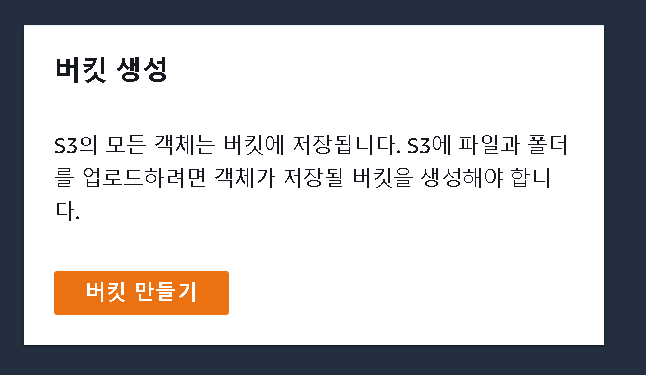 버킷 생성
S3의 모든 객체는 버킷에 저장됩니다. S3에 파일과 폴더
를 업로드하려면 객체가 저장될 버킷을 생성해야 합니
다.
버킷 만들기